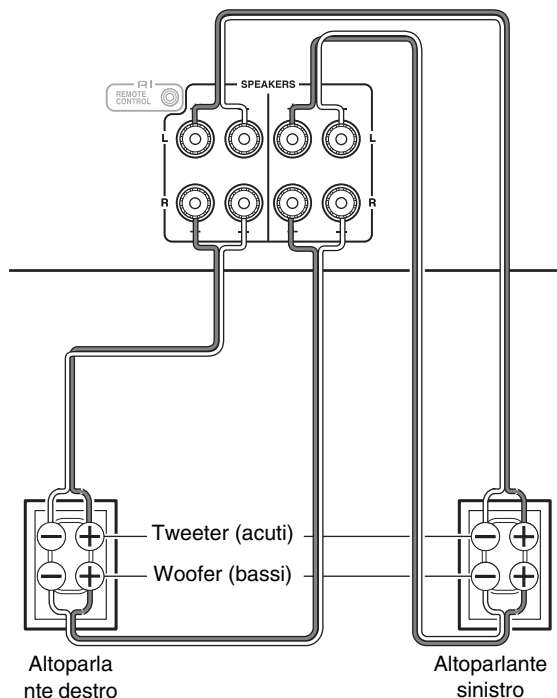 RI
REMOTE
CONTROL
SPEAKERS
L
L
R
R
Tweeter (acuti)
Woofer (bassi)
Altoparla
nte destro
Altoparlante
sinistro